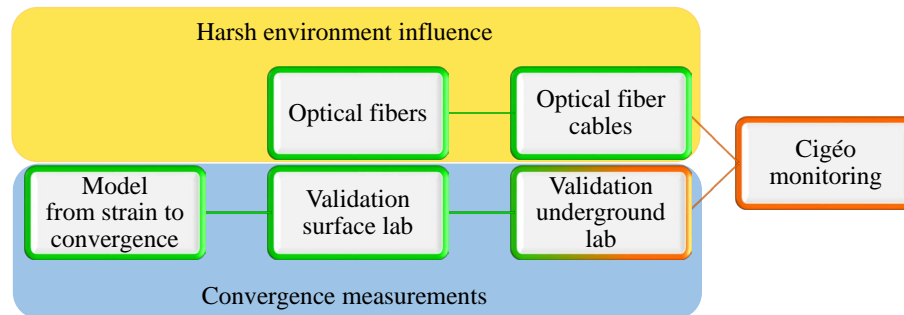 Harsh environment influence
Optical fibers
Optical fiber
cables
Cigéo
monitoring
Model
from strain to
convergence
Validation
surface lab
Validation
underground
lab
Convergence measurements